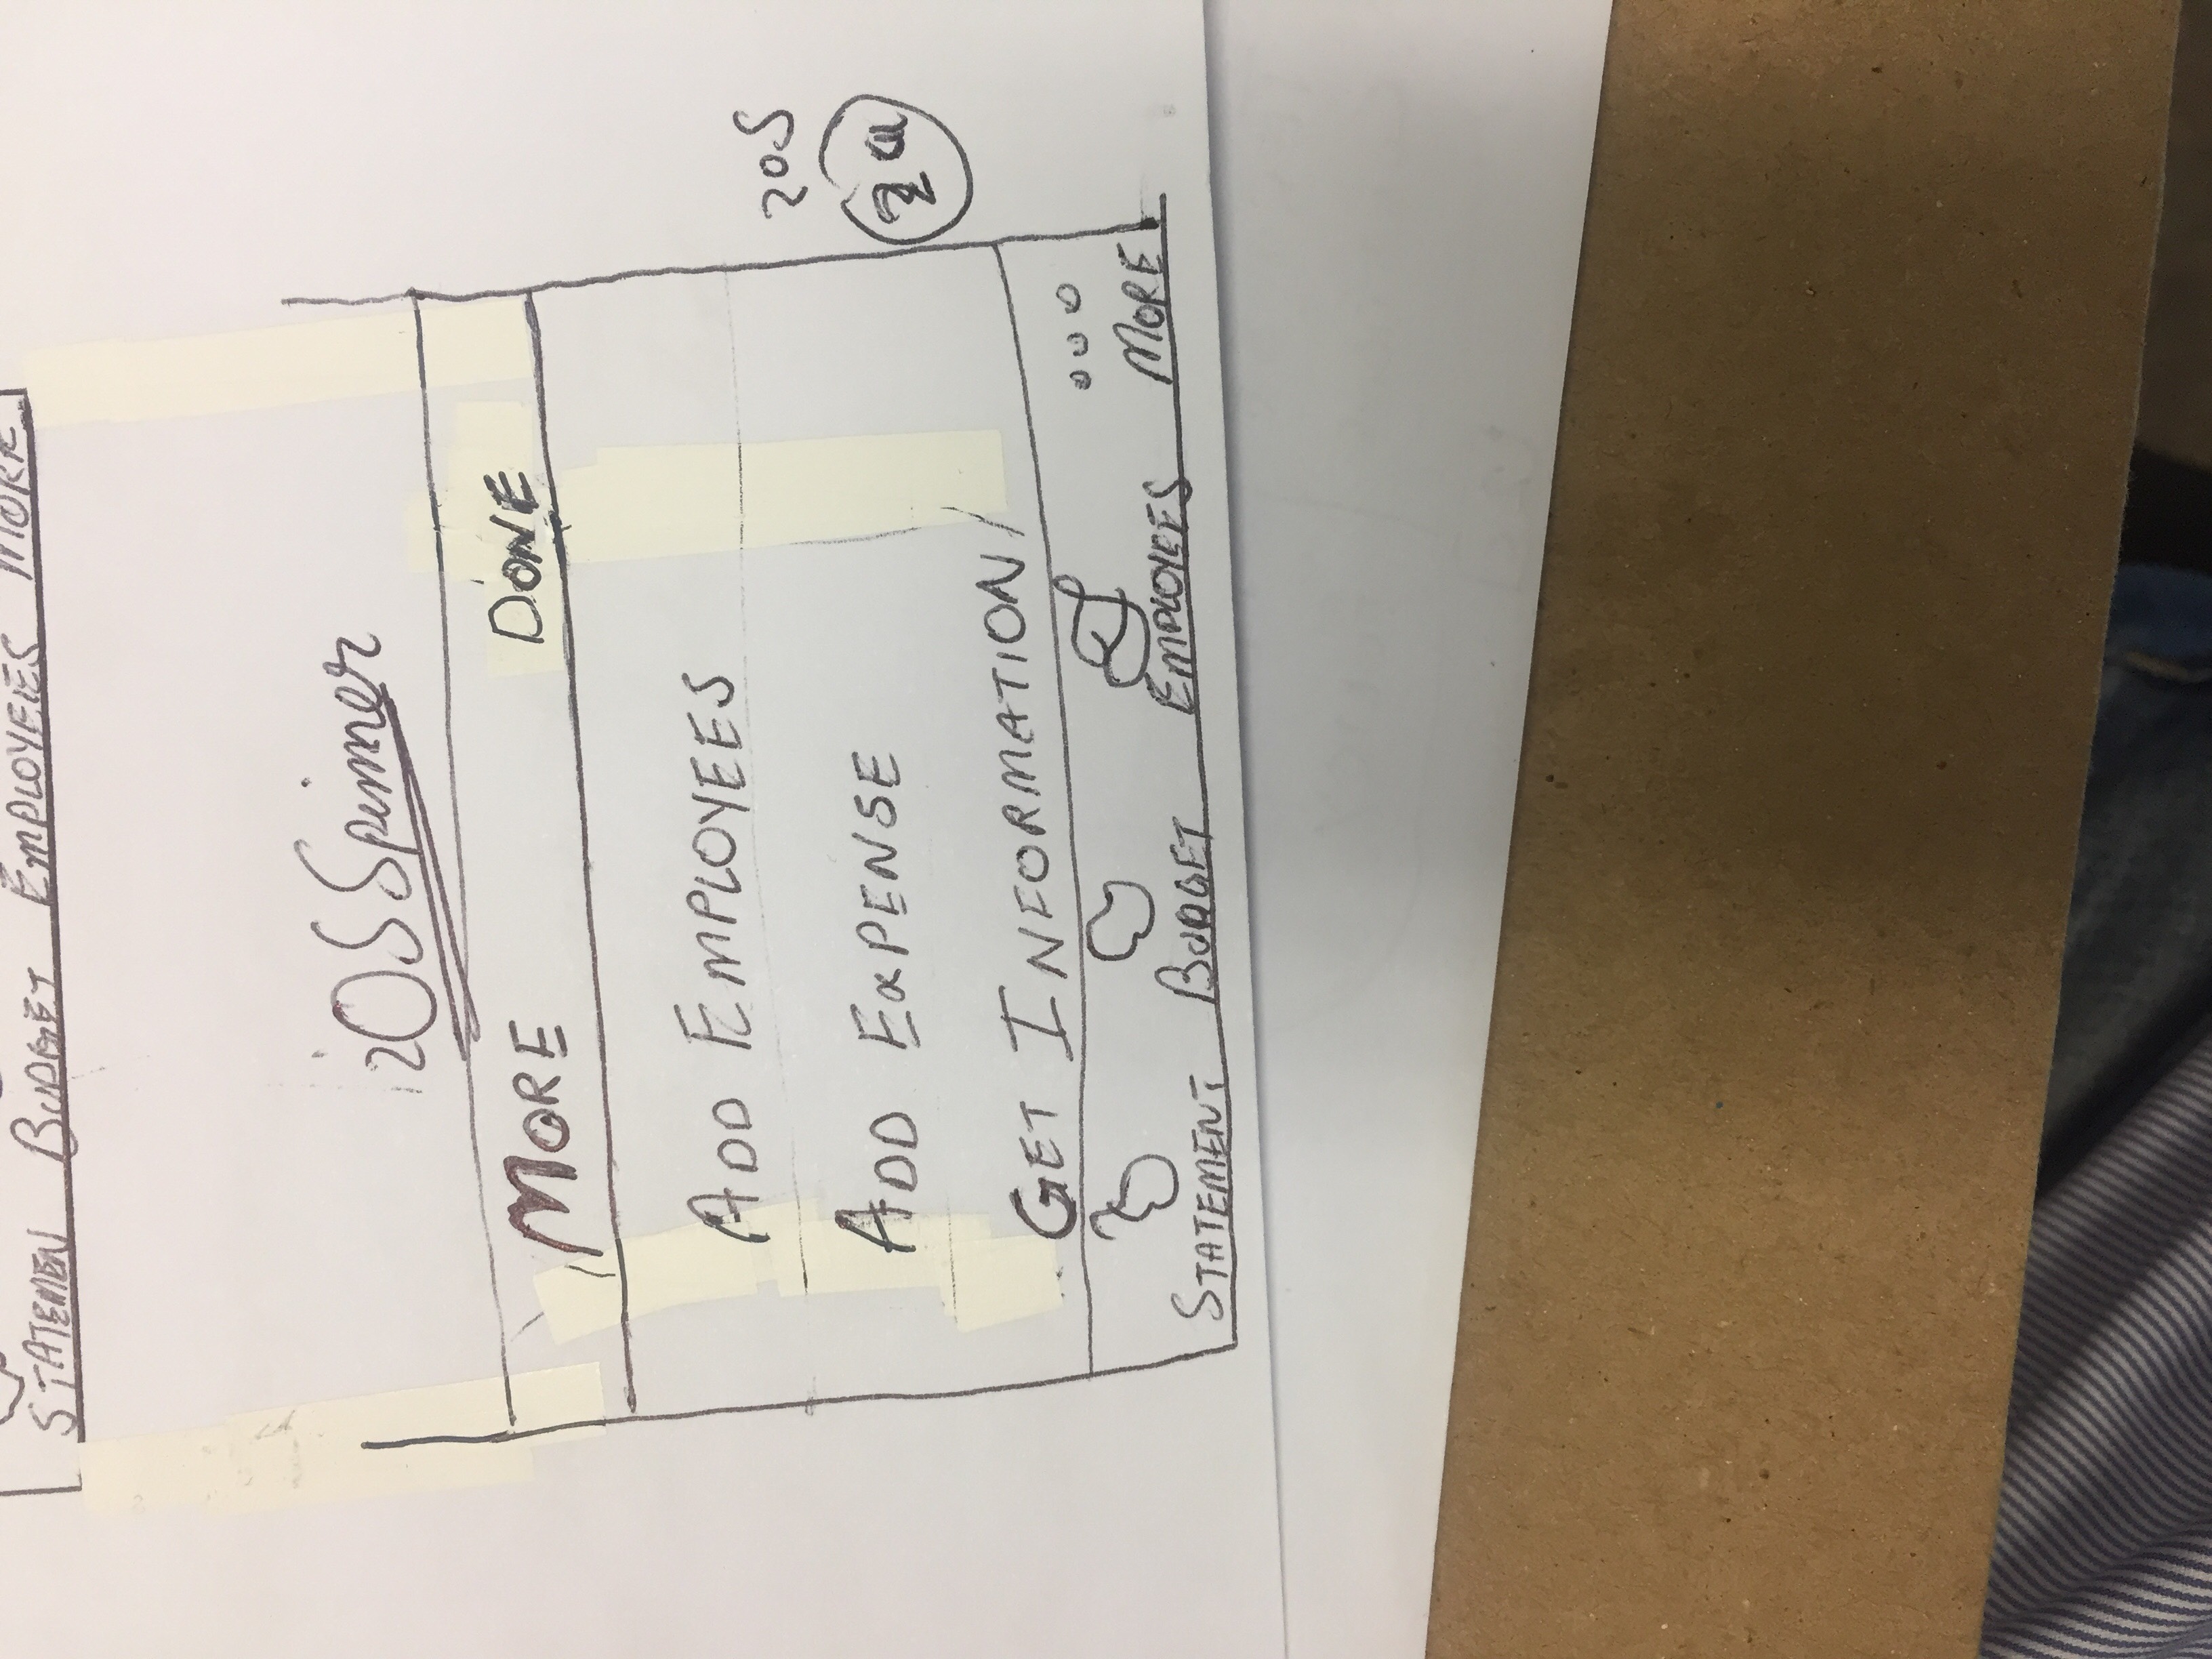 STATEMEN BUDGET EMPLOYEES MORE
iOS Spinner
MORE DONE
ADD EMPLOYEES
ADD EXPENSE
GET INFORMATION
iOS
STATEMENT BUDGET EMPLOYEES MORE